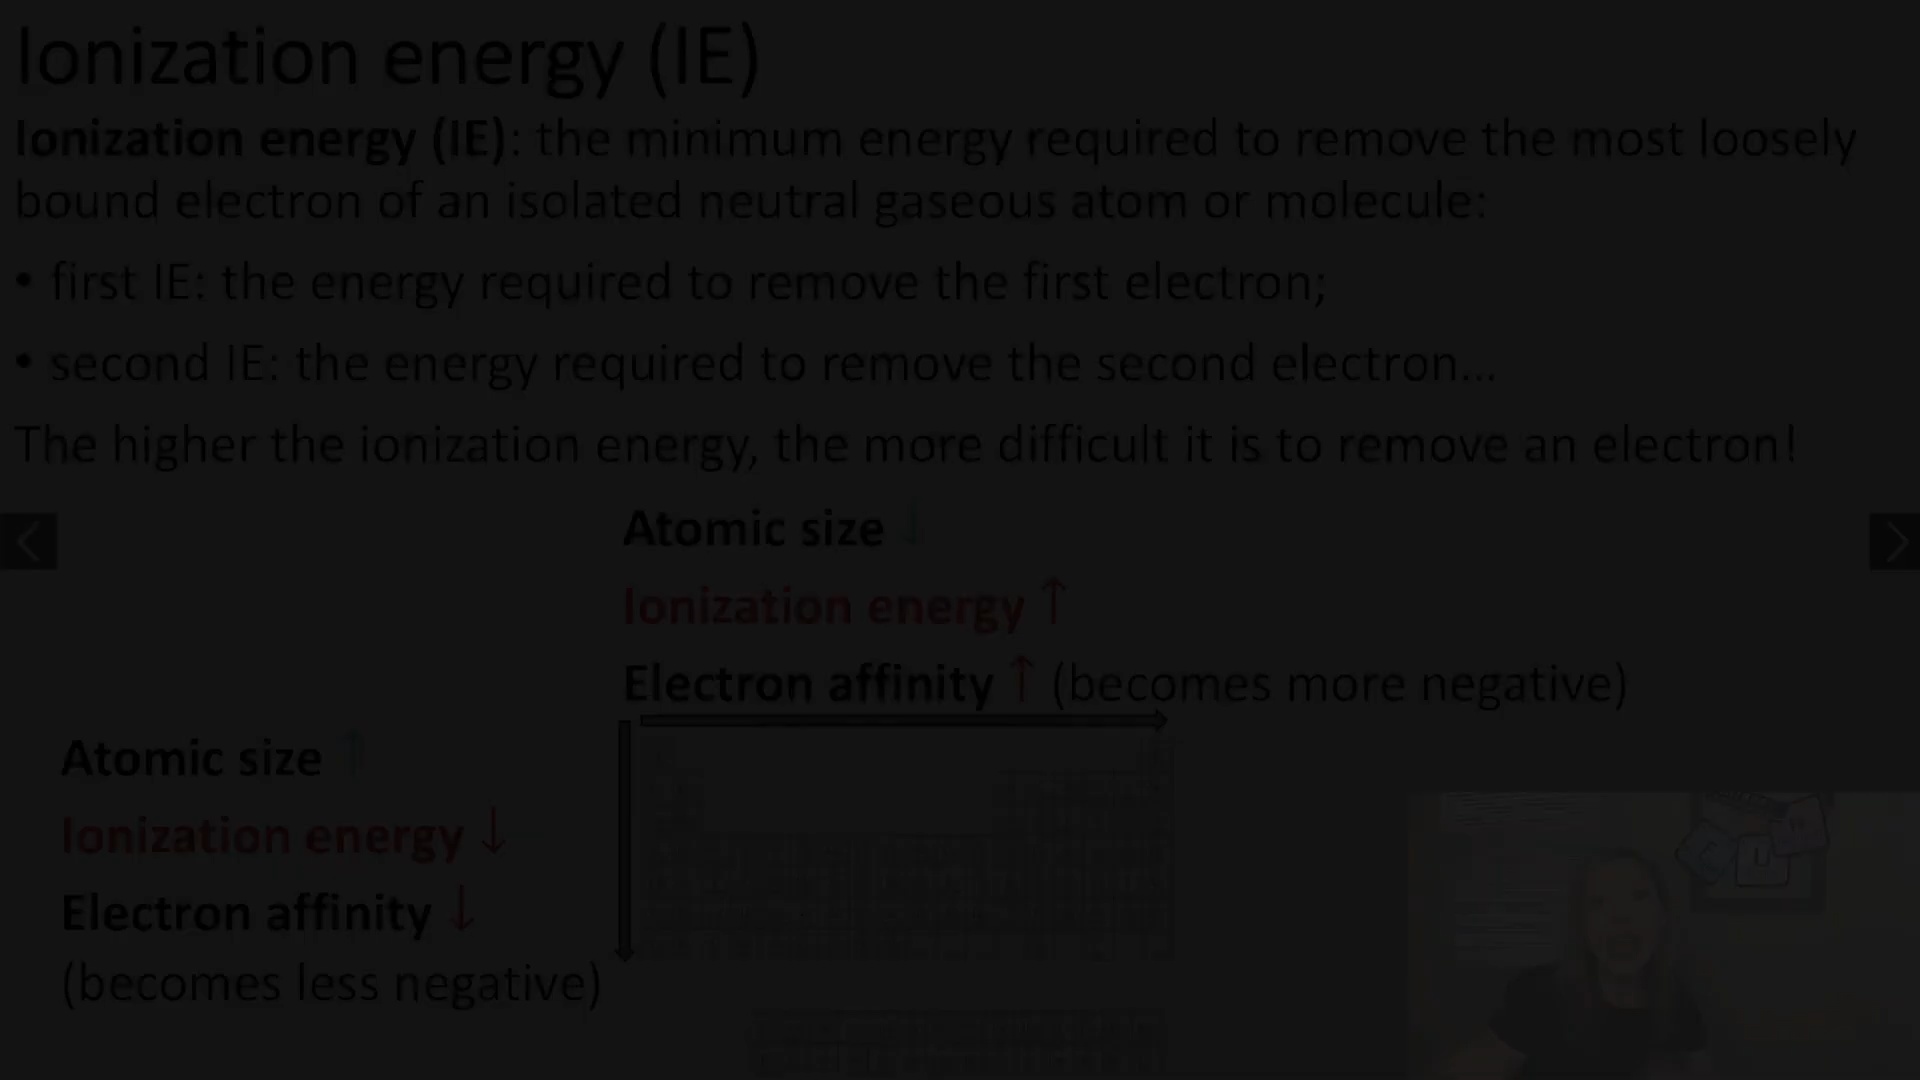 Ionization energy (IE)
Ionization energy (IE): the minimum energy required to remove the most loosely
bound electron of an isolated neutral gaseous atom or molecule:
• first IE: the energy required to remove the first electron;
• second IE: the energy required to remove the second electron...
The higher the ionization energy, the more difficult it is to remove an electron!
Atomic size ↓
Ionization energy ↑
Electron affinity ↑ (becomes more negative)
Atomic size ↑
Ionization energy ↓
Electron affinity ↓
(becomes less negative)